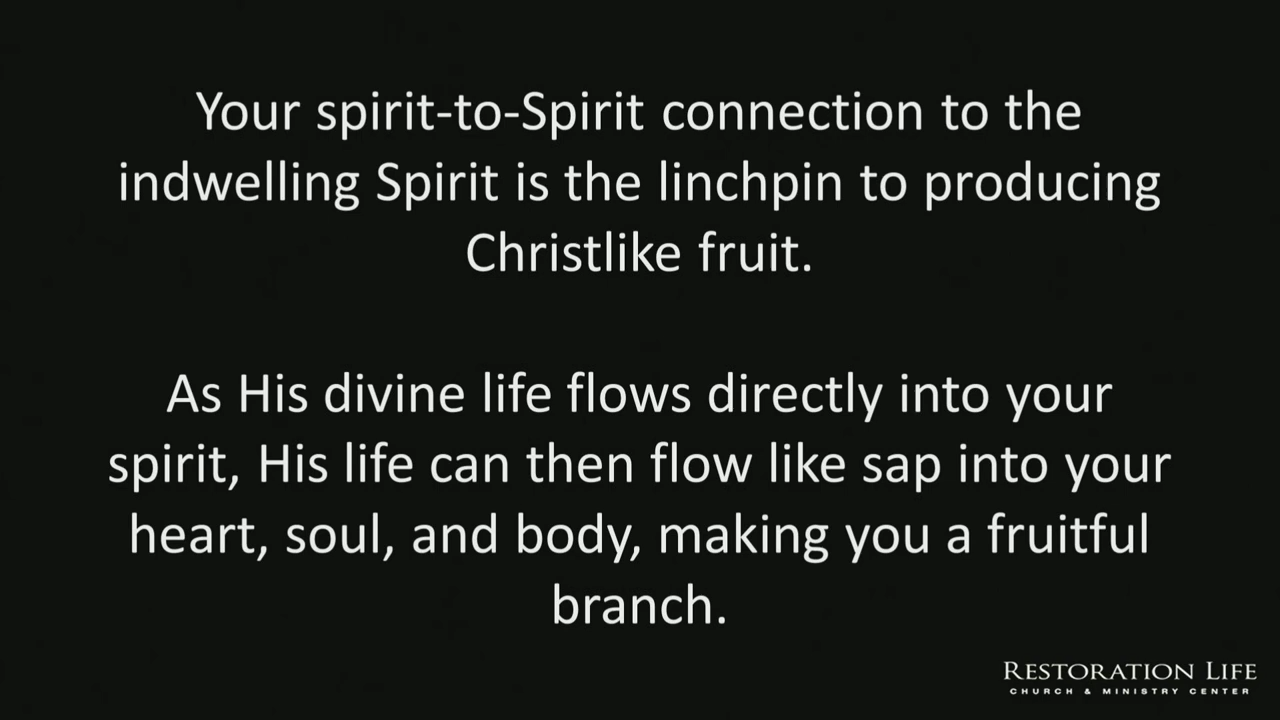 Your spirit-to-Spirit connection to the
indwelling Spirit is the linchpin to producing
Christlike fruit.
As His divine life flows directly into your
spirit, His life can then flow like sap into your
heart, soul, and body, making you a fruitful
branch.
RESTORATION LIFE
CHURCH & MINISTRY CENTER